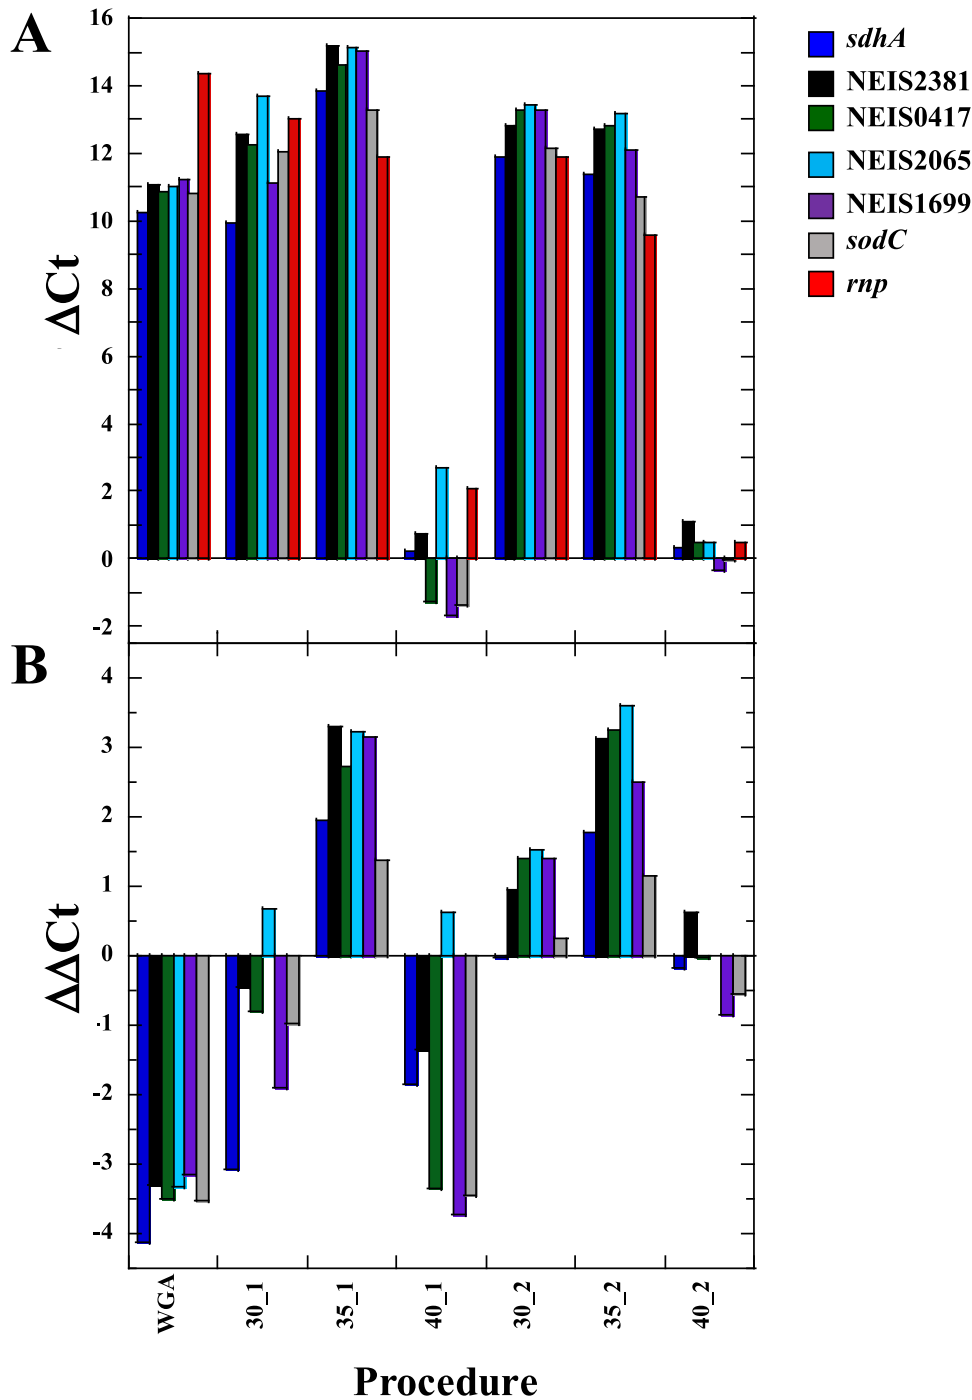 A
16
14
12
10
8
6
4
2
0
-2
ΔCt
sdhA
NEIS2381
NEIS0417
NEIS2065
NEIS1699
sodC
rnp
B
4
3
2
1
0
-1
-2
-3
-4
ΔΔCt
WGA
30_1
35_1
40_1
30_2
35_2
40_2
Procedure